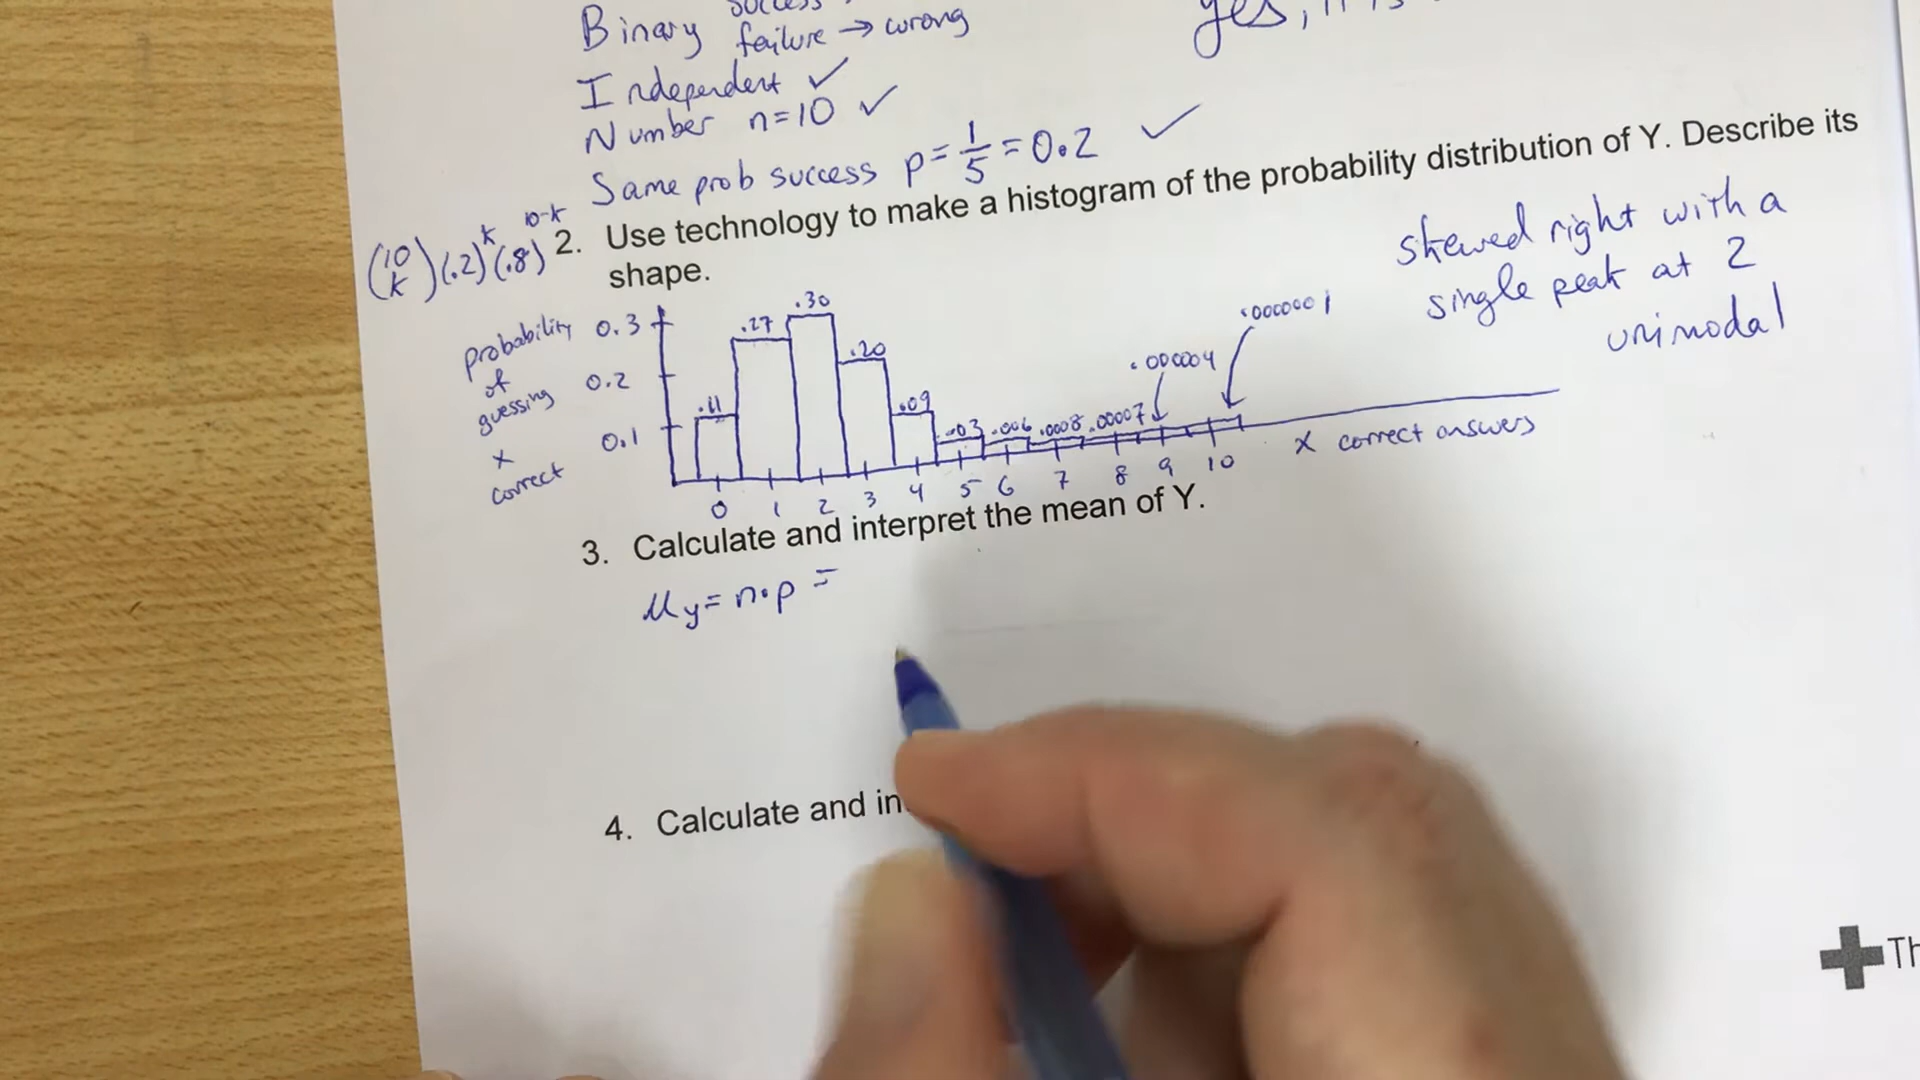 success
Binary failure → wrong
yes, it is
Independent ✓
Number n=10 ✓
Same prob success p = 1/5 = 0.2 ✓
(10 k)(.2)^k(.8)^10-k
2. Use technology to make a histogram of the probability distribution of Y. Describe its
shape.
skewed right with a
single peak at 2
unimodal
probability
of
guessing
x
correct
0.3
0.2
0.1
.11 .27 .30 .20 .09 .03 .006 .0008 .00007 .000004 .0000001
0 1 2 3 4 5 6 7 8 9 10
x correct answers
3. Calculate and interpret the mean of Y.
μy = n·p =
4. Calculate and in
Th